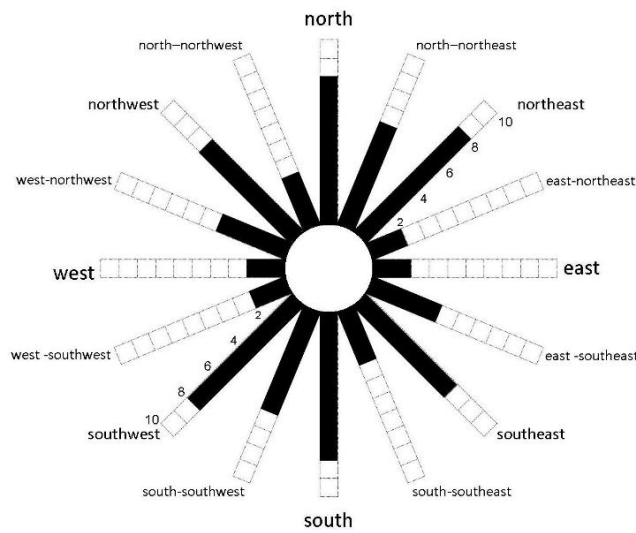 north
north–northwest
north–northeast
northwest
northeast
10
8
6
4
2
west-northwest
east-northeast
west
east
2
4
6
8
10
west -southwest
east -southeast
southwest
southeast
south-southwest
south-southeast
south